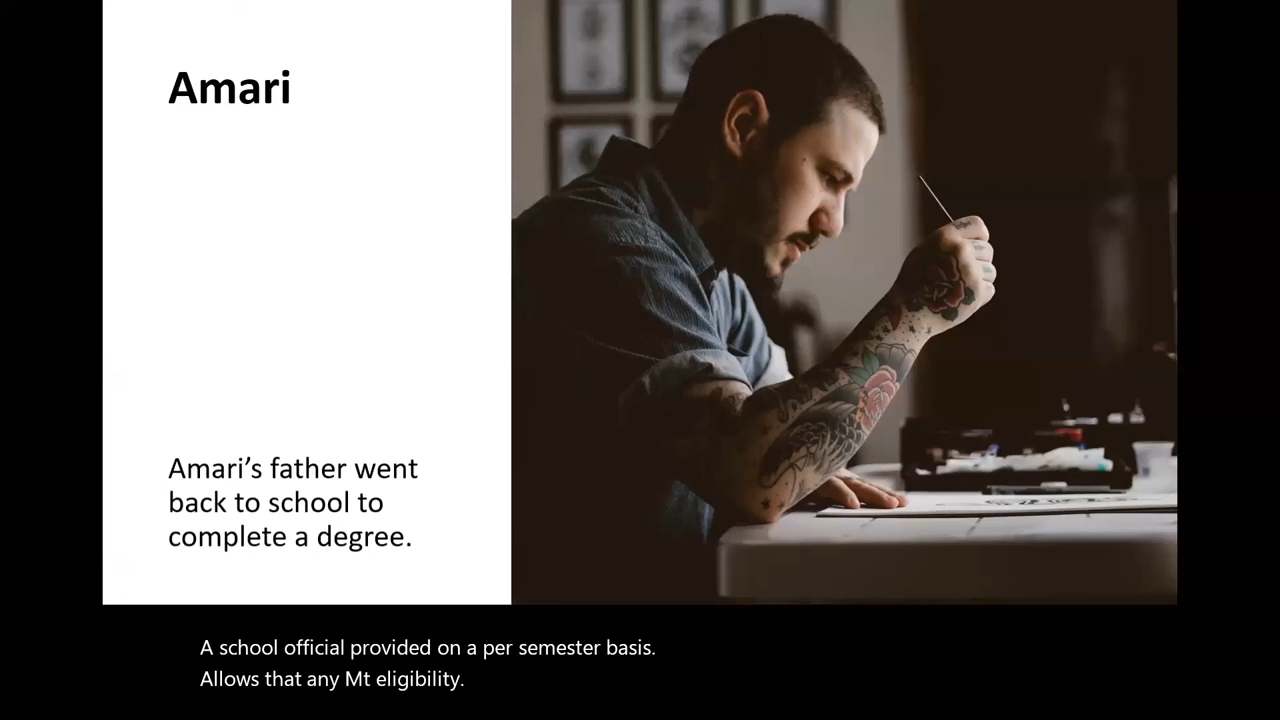 Amari
Amari’s father went
back to school to
complete a degree.
A school official provided on a per semester basis.
Allows that any Mt eligibility.